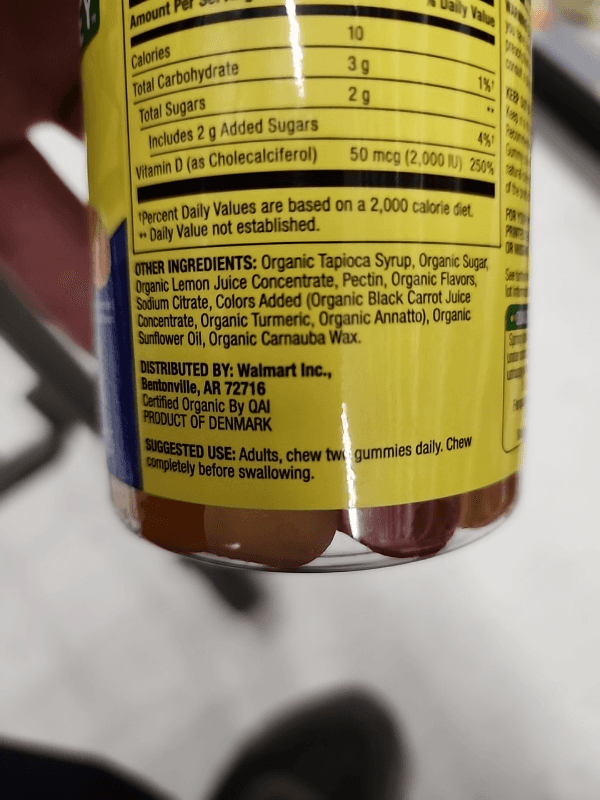 Amount Per
% Daily Value
Calories 10
Total Carbohydrate 3 g 1%†
Total Sugars 2 g **
Includes 2 g Added Sugars 4%†
Vitamin D (as Cholecalciferol) 50 mcg (2,000 IU) 250%
†Percent Daily Values are based on a 2,000 calorie diet.
** Daily Value not established.
OTHER INGREDIENTS: Organic Tapioca Syrup, Organic Sugar,
Organic Lemon Juice Concentrate, Pectin, Organic Flavors,
Sodium Citrate, Colors Added (Organic Black Carrot Juice
Concentrate, Organic Turmeric, Organic Annatto), Organic
Sunflower Oil, Organic Carnauba Wax.
DISTRIBUTED BY: Walmart Inc.,
Bentonville, AR 72716
Certified Organic By QAI
PRODUCT OF DENMARK
SUGGESTED USE: Adults, chew two gummies daily. Chew
completely before swallowing.